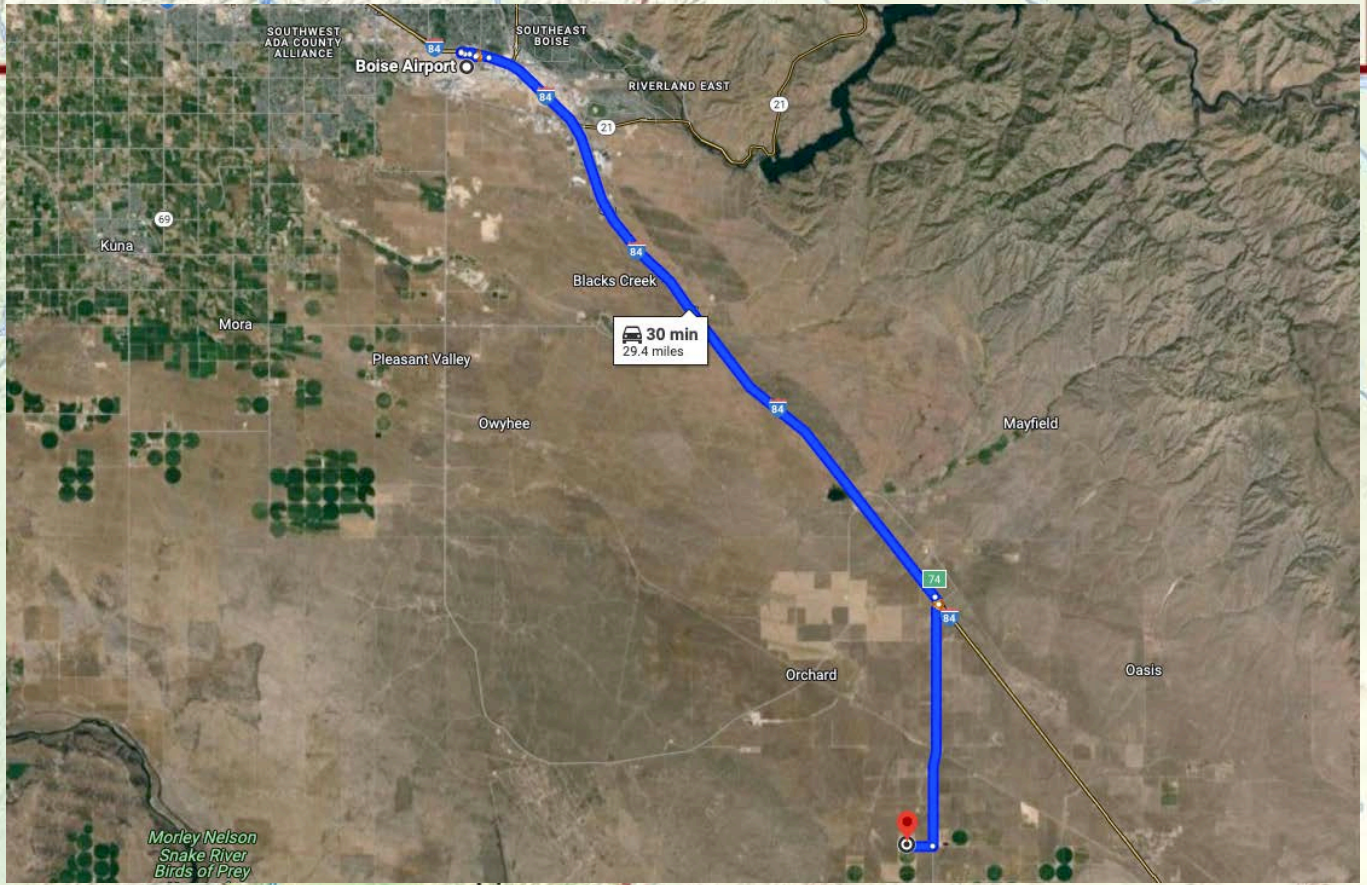 SOUTHWEST
ADA COUNTY
ALLIANCE
SOUTHEAST
BOISE
84
Boise Airport
RIVERLAND EAST
84
21
21
69
Kuna
84
Blacks Creek
Mora
30 min
29.4 miles
Pleasant Valley
84
Owyhee
Mayfield
74
84
Orchard
Oasis
Morley Nelson
Snake River
Birds of Prey